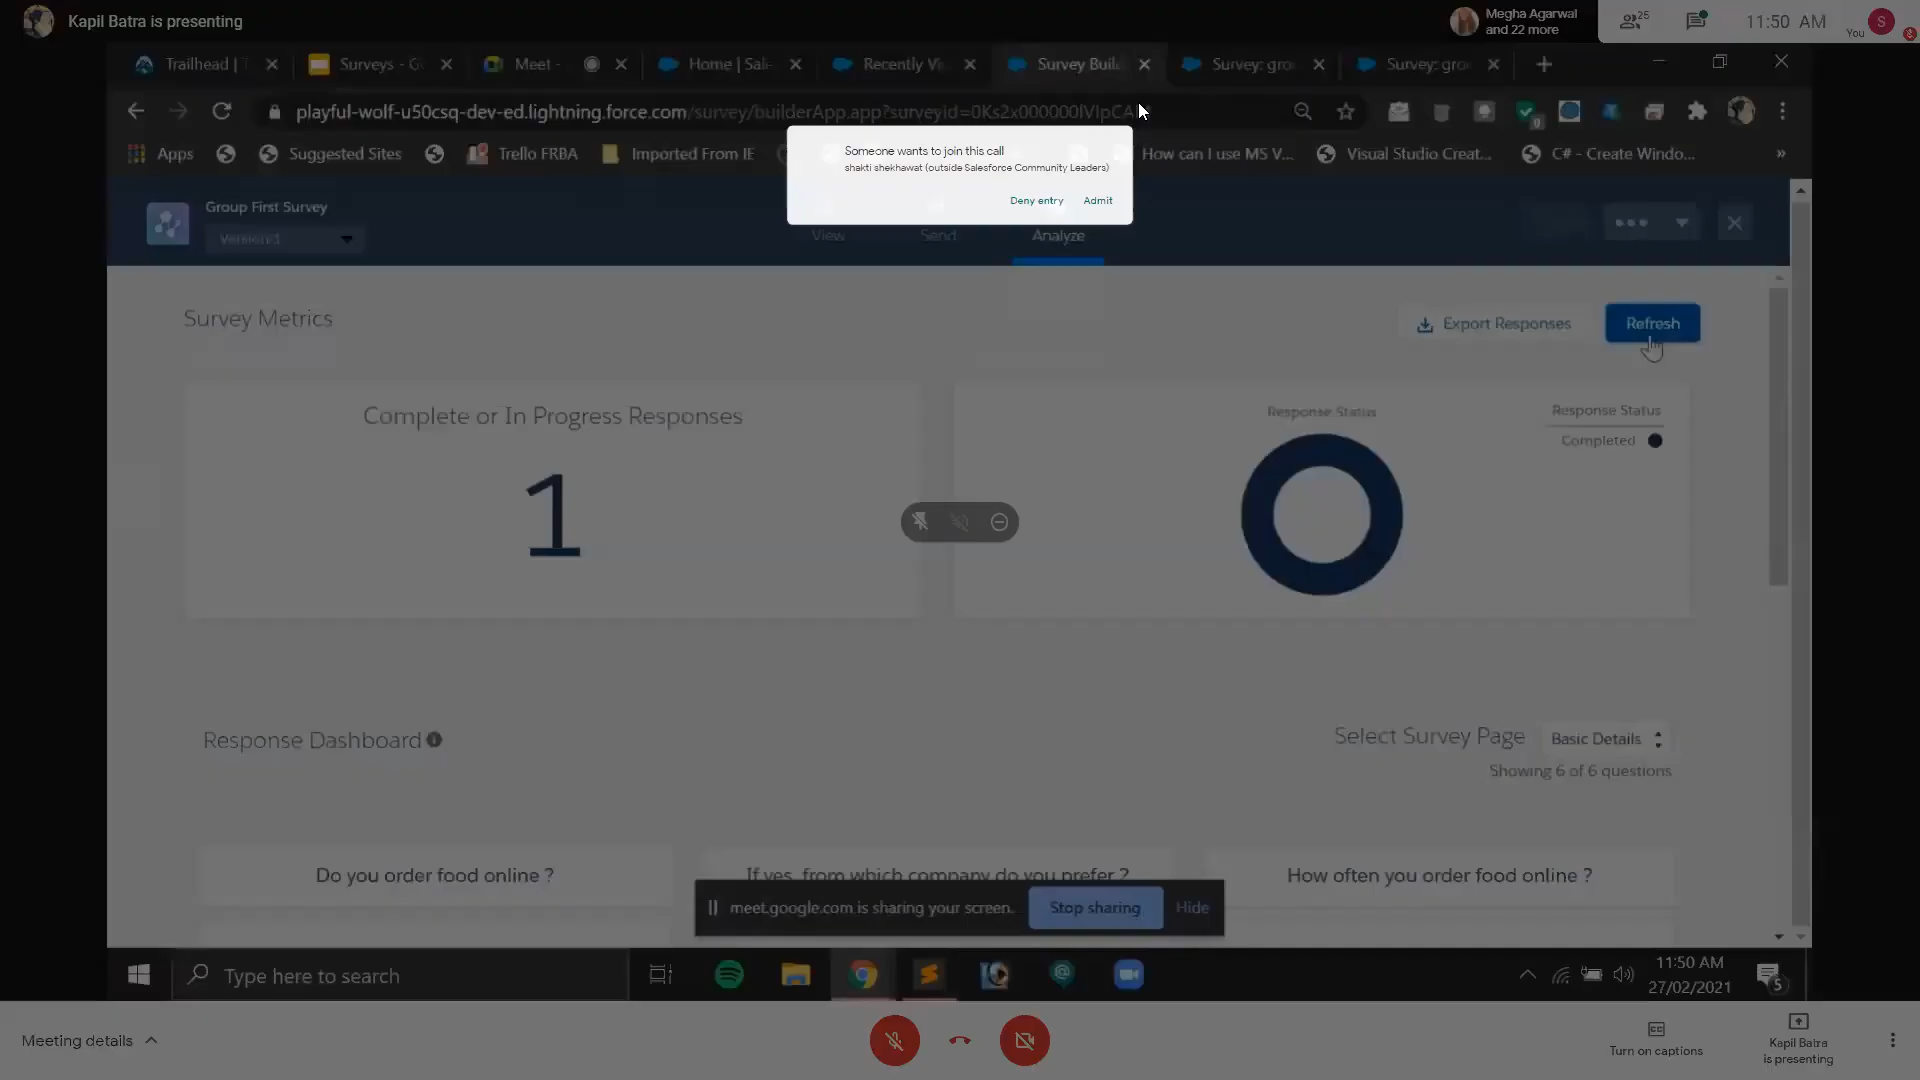 Kapil Batra is presenting
Megha Agarwal
and 22 more
25
11:50 AM
You
S
Trailhead | T
Surveys - G
Meet -
Home | Sal
Recently Vi
Survey Buil
Survey: gro
Survey: gro
playful-wolf-u50csq-dev-ed.lightning.force.com/survey/builderApp.app?surveyId=0Ks2x000000lVIpCA
Apps
Suggested Sites
Trello FRBA
Imported From IE
How can I use MS V...
Visual Studio Creat...
C# - Create Windo...
»
Someone wants to join this call
shakti shekhawat (outside Salesforce Community Leaders)
Deny entry
Admit
Group First Survey
Version 1
View
Send
Analyze
Survey Metrics
Export Responses
Refresh
Complete or In Progress Responses
1
Response Status
Response Status
Completed
Response Dashboard
Select Survey Page
Basic Details
Showing 6 of 6 questions
Do you order food online ?
If yes, from which company do you prefer ?
How often you order food online ?
meet.google.com is sharing your screen.
Stop sharing
Hide
Type here to search
11:50 AM
27/02/2021
5
Meeting details
Turn on captions
Kapil Batra
is presenting